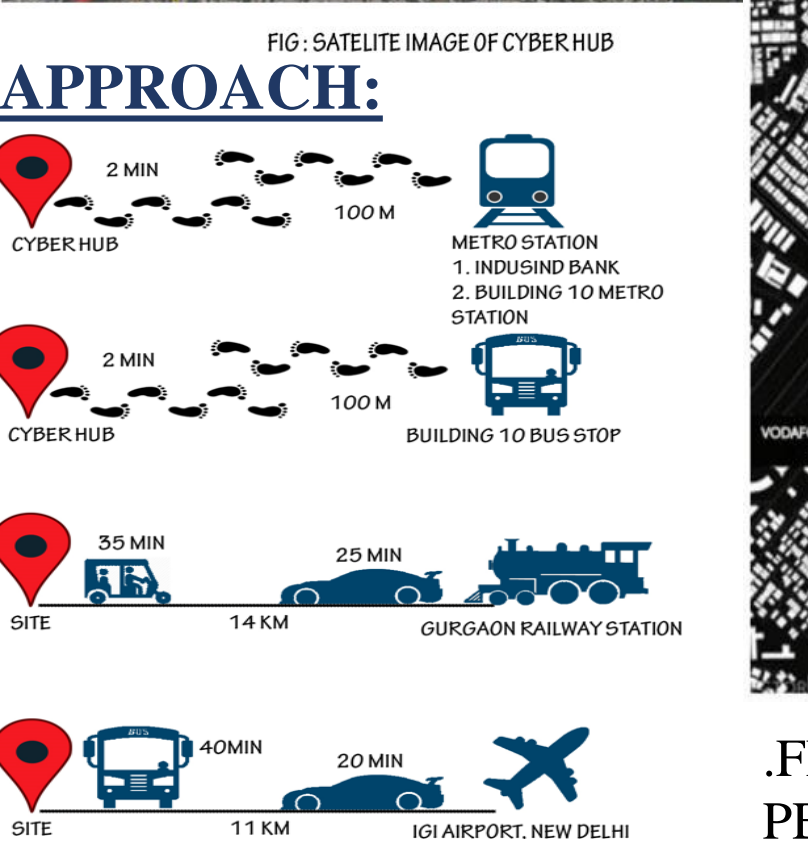 FIG : SATELITE IMAGE OF CYBER HUB
APPROACH:
2 MIN
100 M
CYBER HUB
METRO STATION
1. INDUSIND BANK
2. BUILDING 10 METRO
STATION
BUS
2 MIN
100 M
CYBER HUB
BUILDING 10 BUS STOP
35 MIN
25 MIN
SITE
14 KM
GURGAON RAILWAY STATION
BUS
40MIN
20 MIN
SITE
11 KM
IGI AIRPORT, NEW DELHI